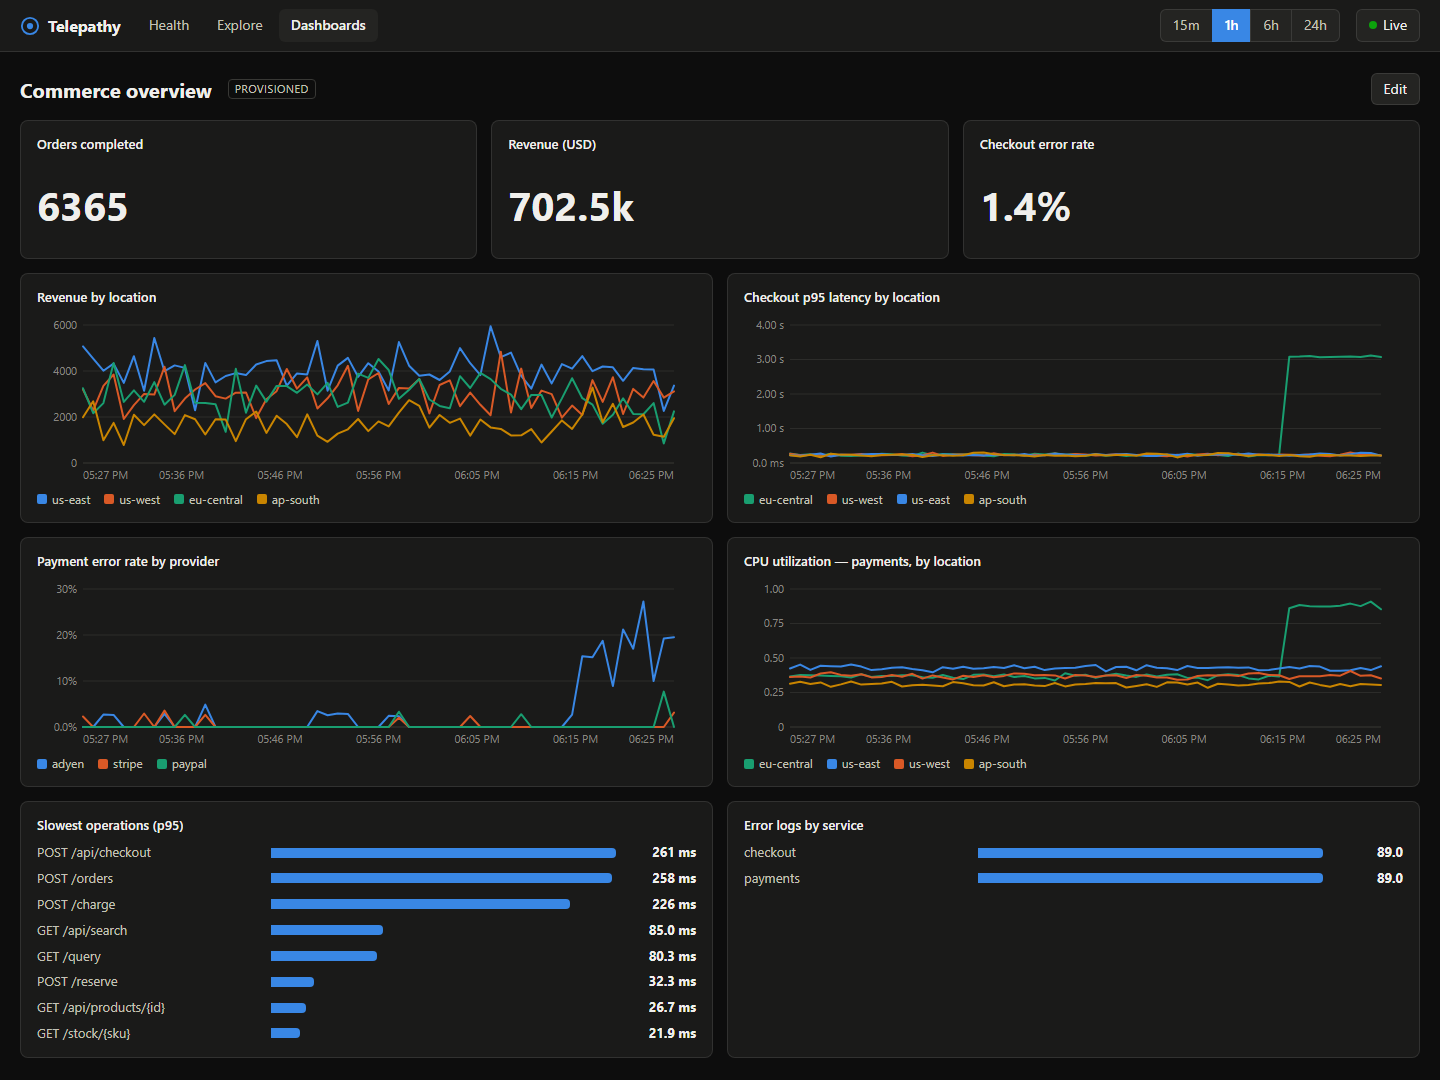 Telepathy Health Explore Dashboards 15m 1h 6h 24h Live
Commerce overview PROVISIONED Edit
Orders completed
6365
Revenue (USD)
702.5k
Checkout error rate
1.4%
Revenue by location
6000
4000
2000
0
05:27 PM 05:36 PM 05:46 PM 05:56 PM 06:05 PM 06:15 PM 06:25 PM
us-east us-west eu-central ap-south
Checkout p95 latency by location
4.00 s
3.00 s
2.00 s
1.00 s
0.0 ms
05:27 PM 05:36 PM 05:46 PM 05:56 PM 06:05 PM 06:15 PM 06:25 PM
eu-central us-west us-east ap-south
Payment error rate by provider
30%
20%
10%
0.0%
05:27 PM 05:36 PM 05:46 PM 05:56 PM 06:05 PM 06:15 PM 06:25 PM
adyen stripe paypal
CPU utilization — payments, by location
1.00
0.75
0.50
0.25
0
05:27 PM 05:36 PM 05:46 PM 05:56 PM 06:05 PM 06:15 PM 06:25 PM
eu-central us-east us-west ap-south
Slowest operations (p95)
POST /api/checkout 261 ms
POST /orders 258 ms
POST /charge 226 ms
GET /api/search 85.0 ms
GET /query 80.3 ms
POST /reserve 32.3 ms
GET /api/products/{id} 26.7 ms
GET /stock/{sku} 21.9 ms
Error logs by service
checkout 89.0
payments 89.0